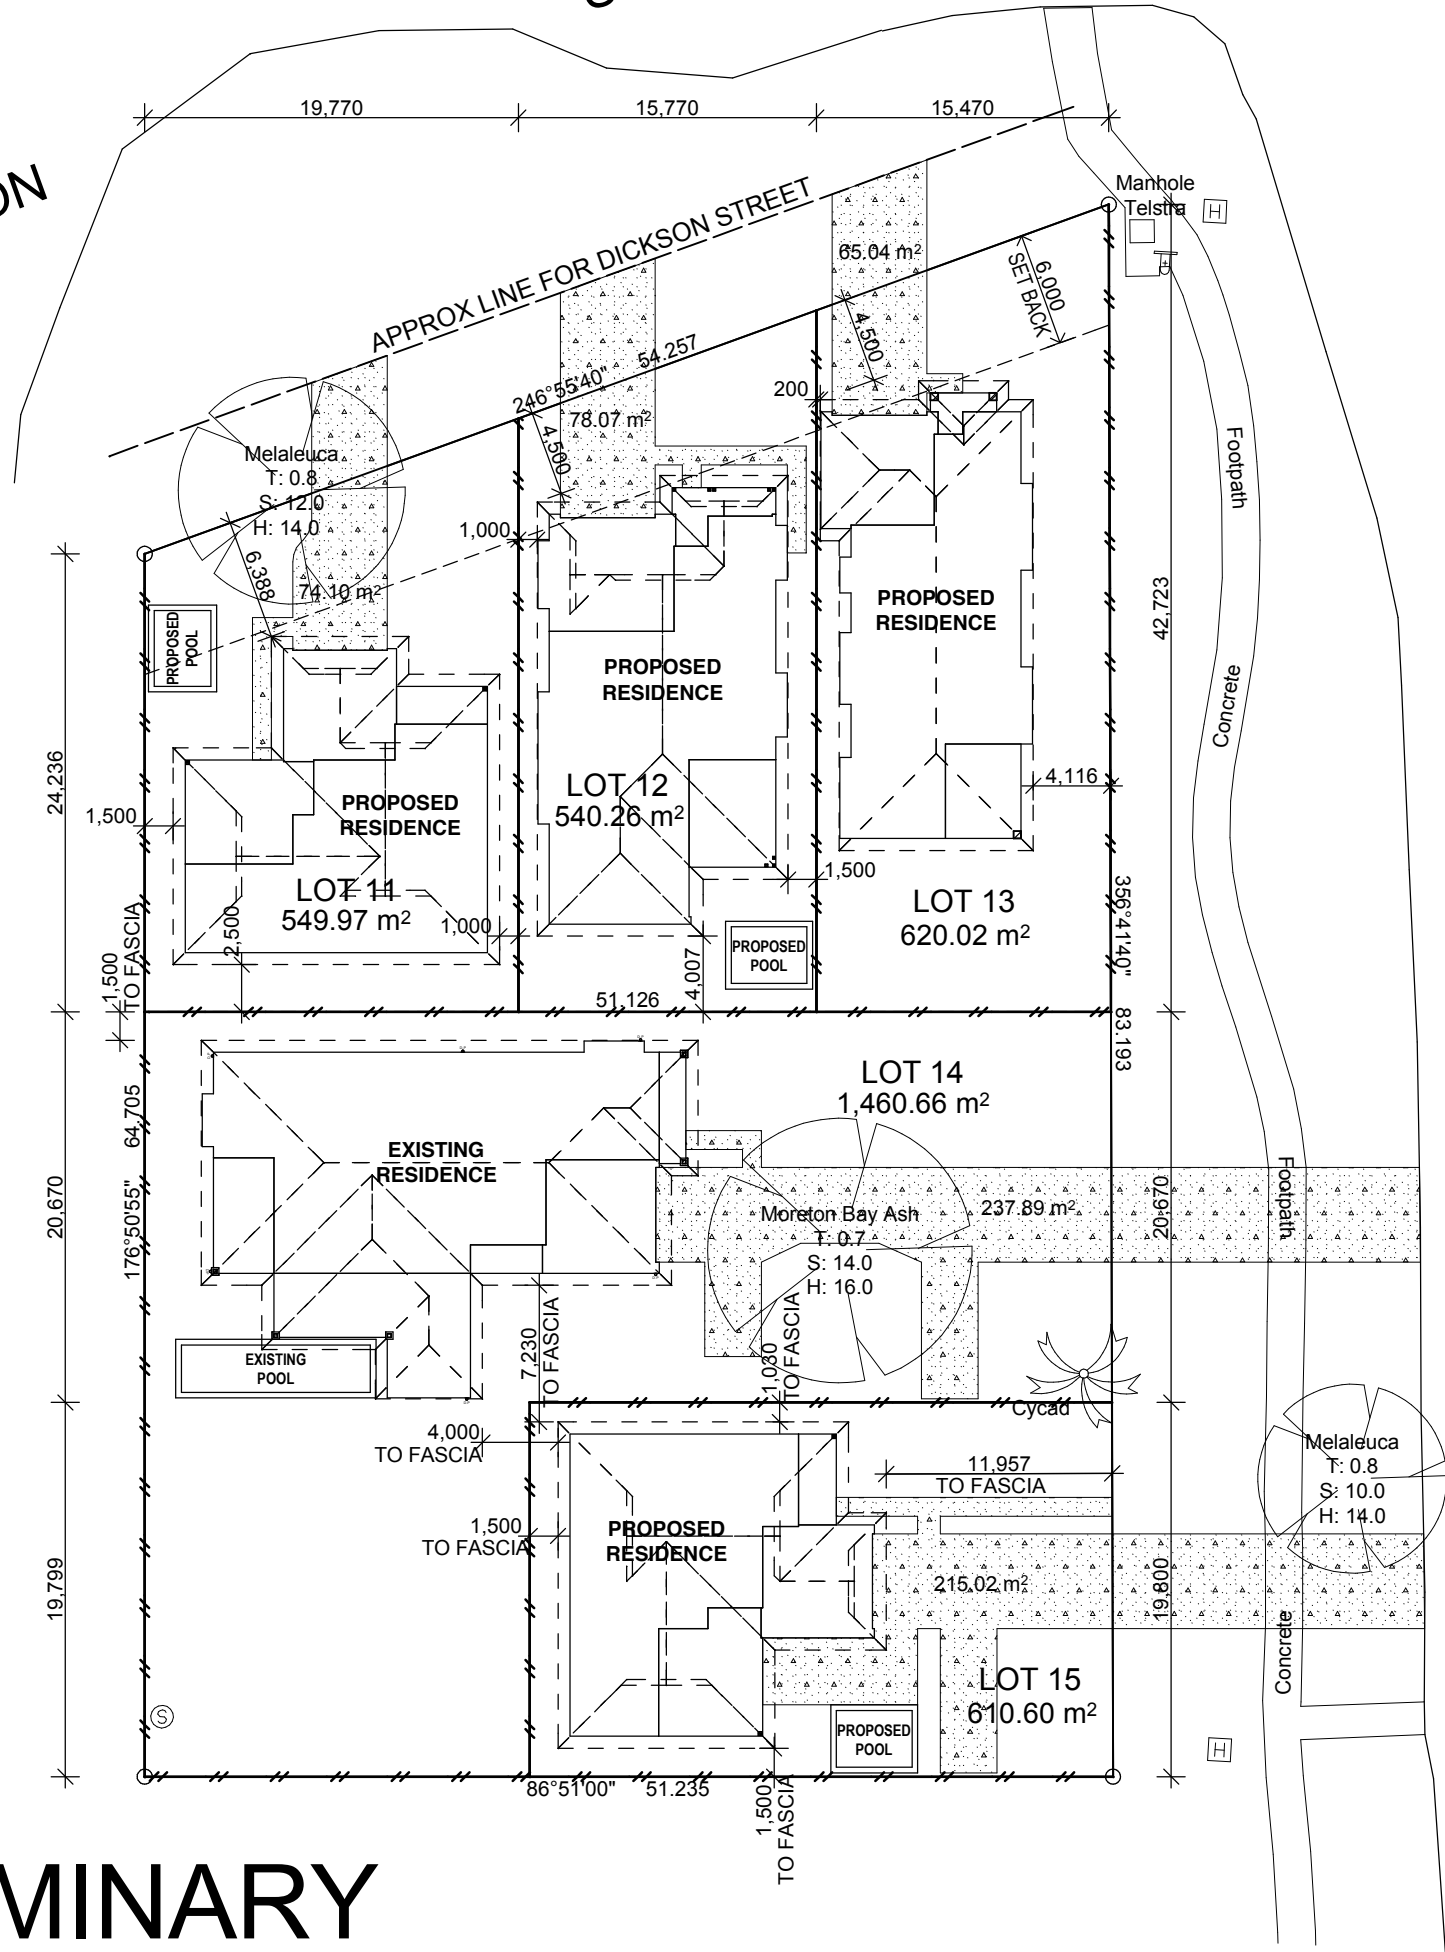 19,770
15,770
15,470
ON
Manhole
Telstra
H
APPROX LINE FOR DICKSON STREET
65.04 m²
6,000
SET BACK
4,500
54.257
246°55'40"
200
78.07 m²
4,500
Melaleuca
T: 0.8
S: 12.0
H: 14.0
1,000
6,388
74.10 m²
Footpath
PROPOSED
POOL
PROPOSED
RESIDENCE
42,723
PROPOSED
RESIDENCE
Concrete
24,236
LOT 12
540.26 m²
4,116
PROPOSED
RESIDENCE
1,500
1,500
LOT 11
549.97 m²
LOT 13
620.02 m²
356°41'40"
83.193
2,500
1,000
PROPOSED
POOL
4,007
1,500
TO FASCIA
51.126
LOT 14
1,460.66 m²
64.705
176°50'55"
EXISTING
RESIDENCE
20,670
20,670
Footpath
Moreton Bay Ash
T: 0.7
S: 14.0
H: 16.0
237.89 m²
EXISTING
POOL
7,230
TO FASCIA
1,030
TO FASCIA
Cycad
4,000
TO FASCIA
11,957
TO FASCIA
Melaleuca
T: 0.8
S: 10.0
H: 14.0
1,500
TO FASCIA
PROPOSED
RESIDENCE
215.02 m²
19,799
19,800
Concrete
LOT 15
610.60 m²
S
PROPOSED
POOL
H
86°51'00"
51.235
1,500
TO FASCIA
MINARY